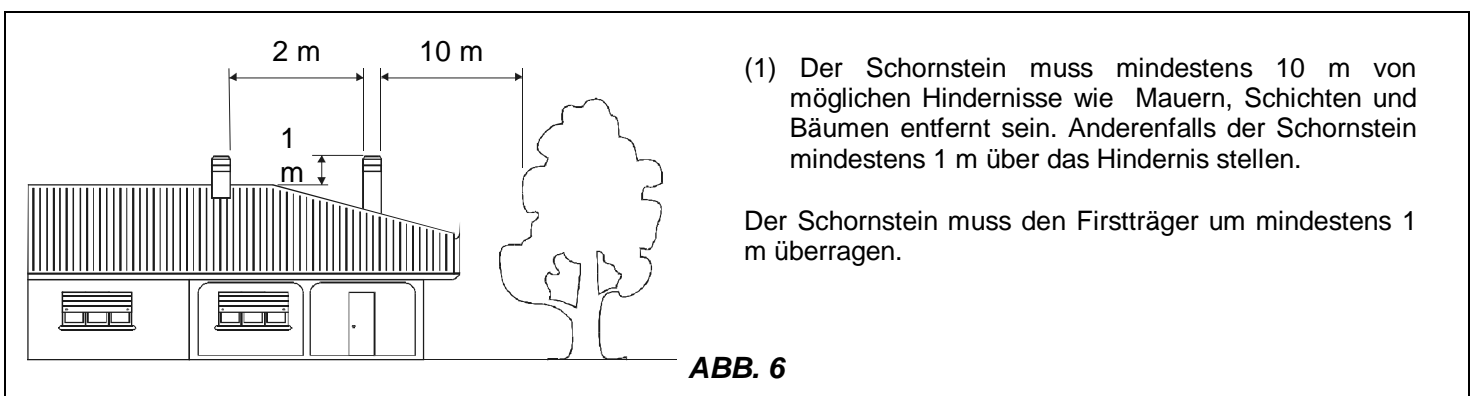 2 m
10 m
1
m
(1) Der Schornstein muss mindestens 10 m von
möglichen Hindernisse wie Mauern, Schichten und
Bäumen entfernt sein. Anderenfalls der Schornstein
mindestens 1 m über das Hindernis stellen.
Der Schornstein muss den Firstträger um mindestens 1
m überragen.
ABB. 6